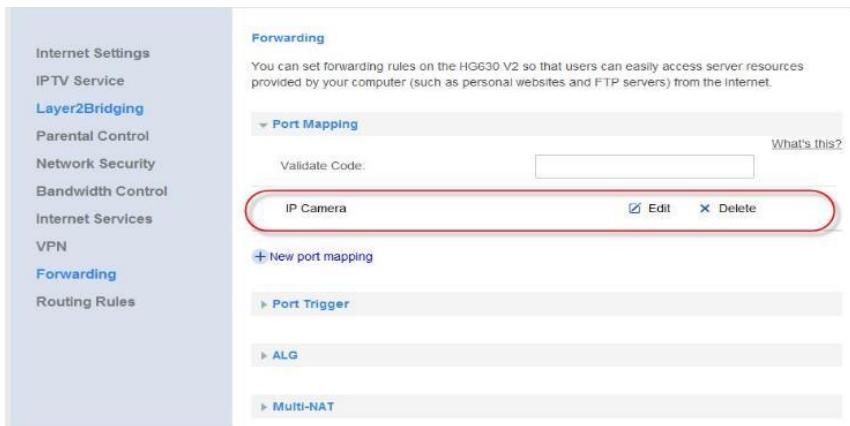 Internet Settings
IPTV Service
Layer2Bridging
Parental Control
Network Security
Bandwidth Control
Internet Services
VPN
Forwarding
Routing Rules
Forwarding
You can set forwarding rules on the HG630 V2 so that users can easily access server resources
provided by your computer (such as personal websites and FTP servers) from the Internet.
Port Mapping
What's this?
Validate Code:
IP Camera Edit Delete
New port mapping
Port Trigger
ALG
Multi-NAT